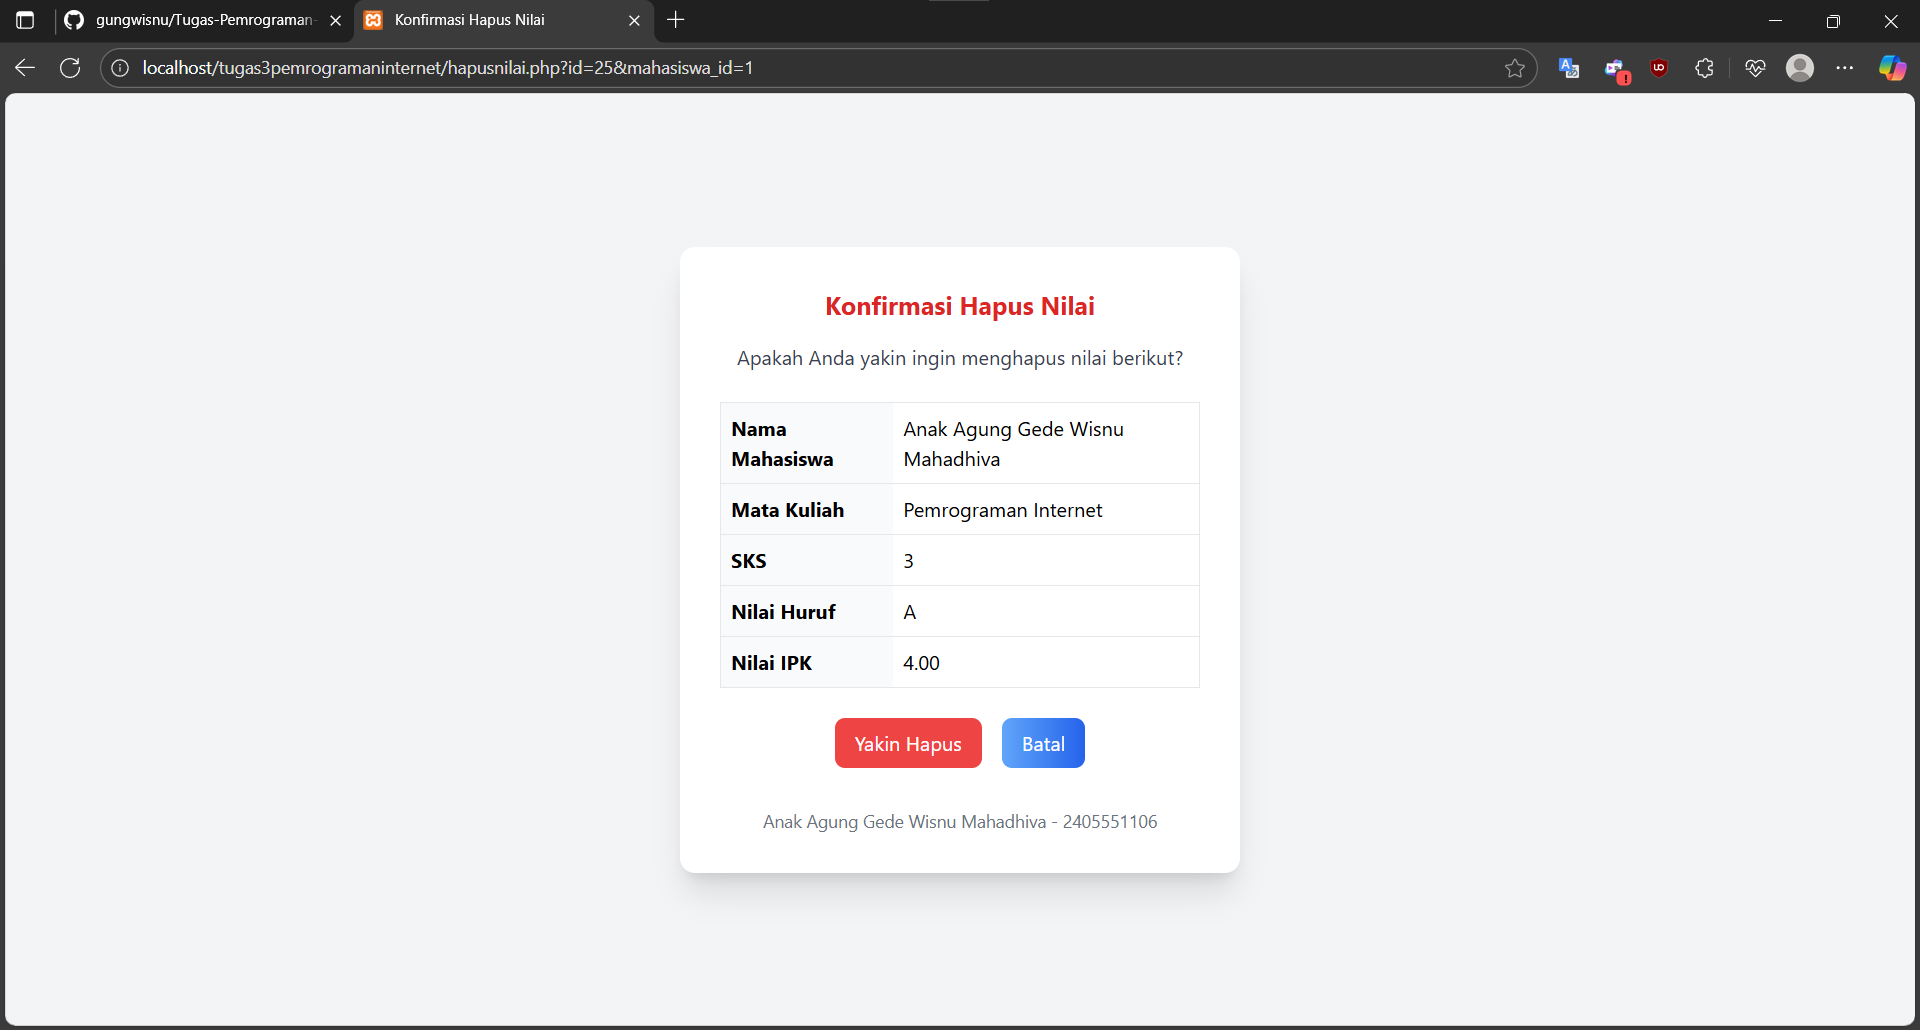 gungwisnu/Tugas-Pemrograman-
Konfirmasi Hapus Nilai
localhost/tugas3pemrogramaninternet/hapusnilai.php?id=25&mahasiswa_id=1
Konfirmasi Hapus Nilai
Apakah Anda yakin ingin menghapus nilai berikut?
Nama
Mahasiswa
Anak Agung Gede Wisnu
Mahadhiva
Mata Kuliah
Pemrograman Internet
SKS
3
Nilai Huruf
A
Nilai IPK
4.00
Yakin Hapus
Batal
Anak Agung Gede Wisnu Mahadhiva - 2405551106